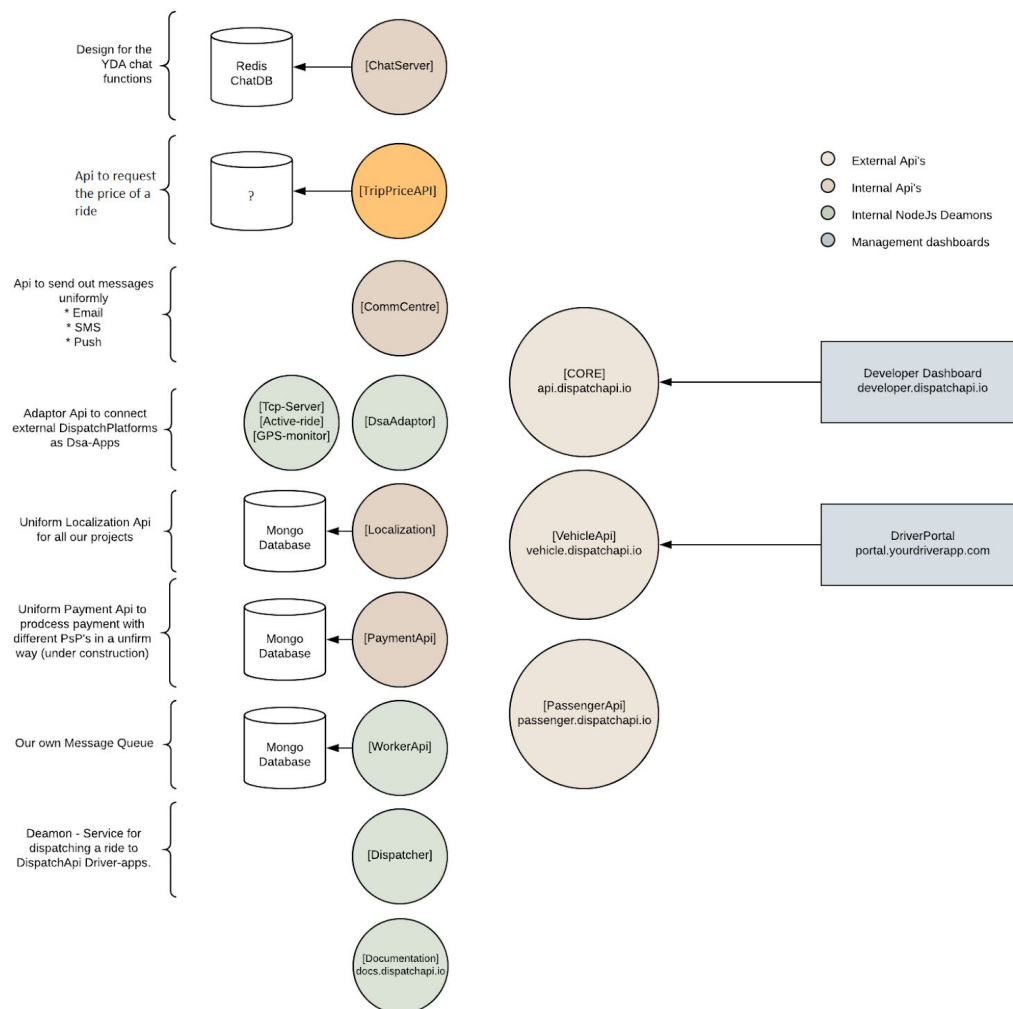 Design for the
YDA chat
functions
Redis
ChatDB
[ChatServer]
Api to request
the price of a
ride
?
[TripPriceAPI]
External Api's
Internal Api's
Internal NodeJs Deamons
Management dashboards
Api to send out messages
uniformly
* Email
* SMS
* Push
[CommCentre]
[CORE]
api.dispatchapi.io
Developer Dashboard
developer.dispatchapi.io
Adaptor Api to connect
external DispatchPlatforms
as Dsa-Apps
[Tcp-Server]
[Active-ride]
[GPS-monitor]
[DsaAdaptor]
Uniform Localization Api
for all our projects
Mongo
Database
[Localization]
[VehicleApi]
vehicle.dispatchapi.io
DriverPortal
portal.yourdriverapp.com
Uniform Payment Api to
prodcess payment with
different PsP's in a unfirm
way (under construction)
Mongo
Database
[PaymentApi]
[PassengerApi]
passenger.dispatchapi.io
Our own Message Queue
Mongo
Database
[WorkerApi]
Deamon - Service for
dispatching a ride to
DispatchApi Driver-apps.
[Dispatcher]
[Documentation]
docs.dispatchapi.io